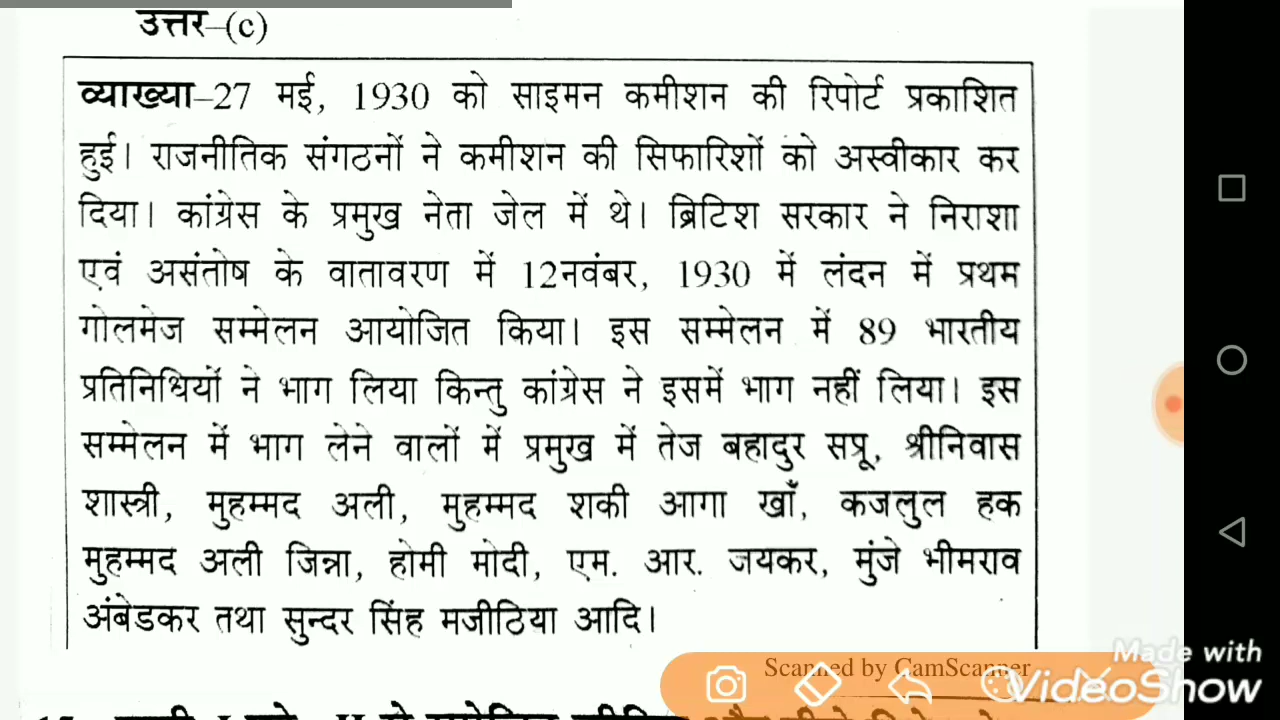 उत्तर–(c)
व्याख्या–27 मई, 1930 को साइमन कमीशन की रिपोर्ट प्रकाशित
हुई। राजनीतिक संगठनों ने कमीशन की सिफारिशों को अस्वीकार कर
दिया। कांग्रेस के प्रमुख नेता जेल में थे। ब्रिटिश सरकार ने निराशा
एवं असंतोष के वातावरण में 12नवंबर, 1930 में लंदन में प्रथम
गोलमेज सम्मेलन आयोजित किया। इस सम्मेलन में 89 भारतीय
प्रतिनिधियों ने भाग लिया किन्तु कांग्रेस ने इसमें भाग नहीं लिया। इस
सम्मेलन में भाग लेने वालों में प्रमुख में तेज बहादुर सप्रू, श्रीनिवास
शास्त्री, मुहम्मद अली, मुहम्मद शकी आगा खाँ, कजलुल हक
मुहम्मद अली जिन्ना, होमी मोदी, एम. आर. जयकर, मुंजे भीमराव
अंबेडकर तथा सुन्दर सिंह मजीठिया आदि।
Scanned by CamScanner
Made with
VideoShow